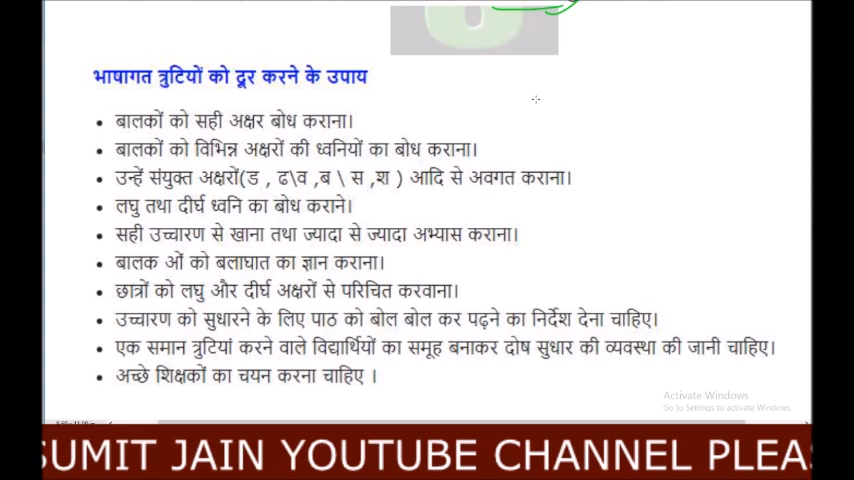 भाषागत त्रुटियों को दूर करने के उपाय
• बालकों को सही अक्षर बोध कराना।
• बालकों को विभिन्न अक्षरों की ध्वनियों का बोध कराना।
• उन्हें संयुक्त अक्षरों(ड , ढ\व ,ब \ स ,श ) आदि से अवगत कराना।
• लघु तथा दीर्घ ध्वनि का बोध कराने।
• सही उच्चारण से खाना तथा ज्यादा से ज्यादा अभ्यास कराना।
• बालक ओं को बलाघात का ज्ञान कराना।
• छात्रों को लघु और दीर्घ अक्षरों से परिचित करवाना।
• उच्चारण को सुधारने के लिए पाठ को बोल बोल कर पढ़ने का निर्देश देना चाहिए।
• एक समान त्रुटियां करने वाले विद्यार्थियों का समूह बनाकर दोष सुधार की व्यवस्था की जानी चाहिए।
• अच्छे शिक्षकों का चयन करना चाहिए ।
Activate Windows
Go to Settings to activate Windows.
SUMIT JAIN YOUTUBE CHANNEL PLEAS